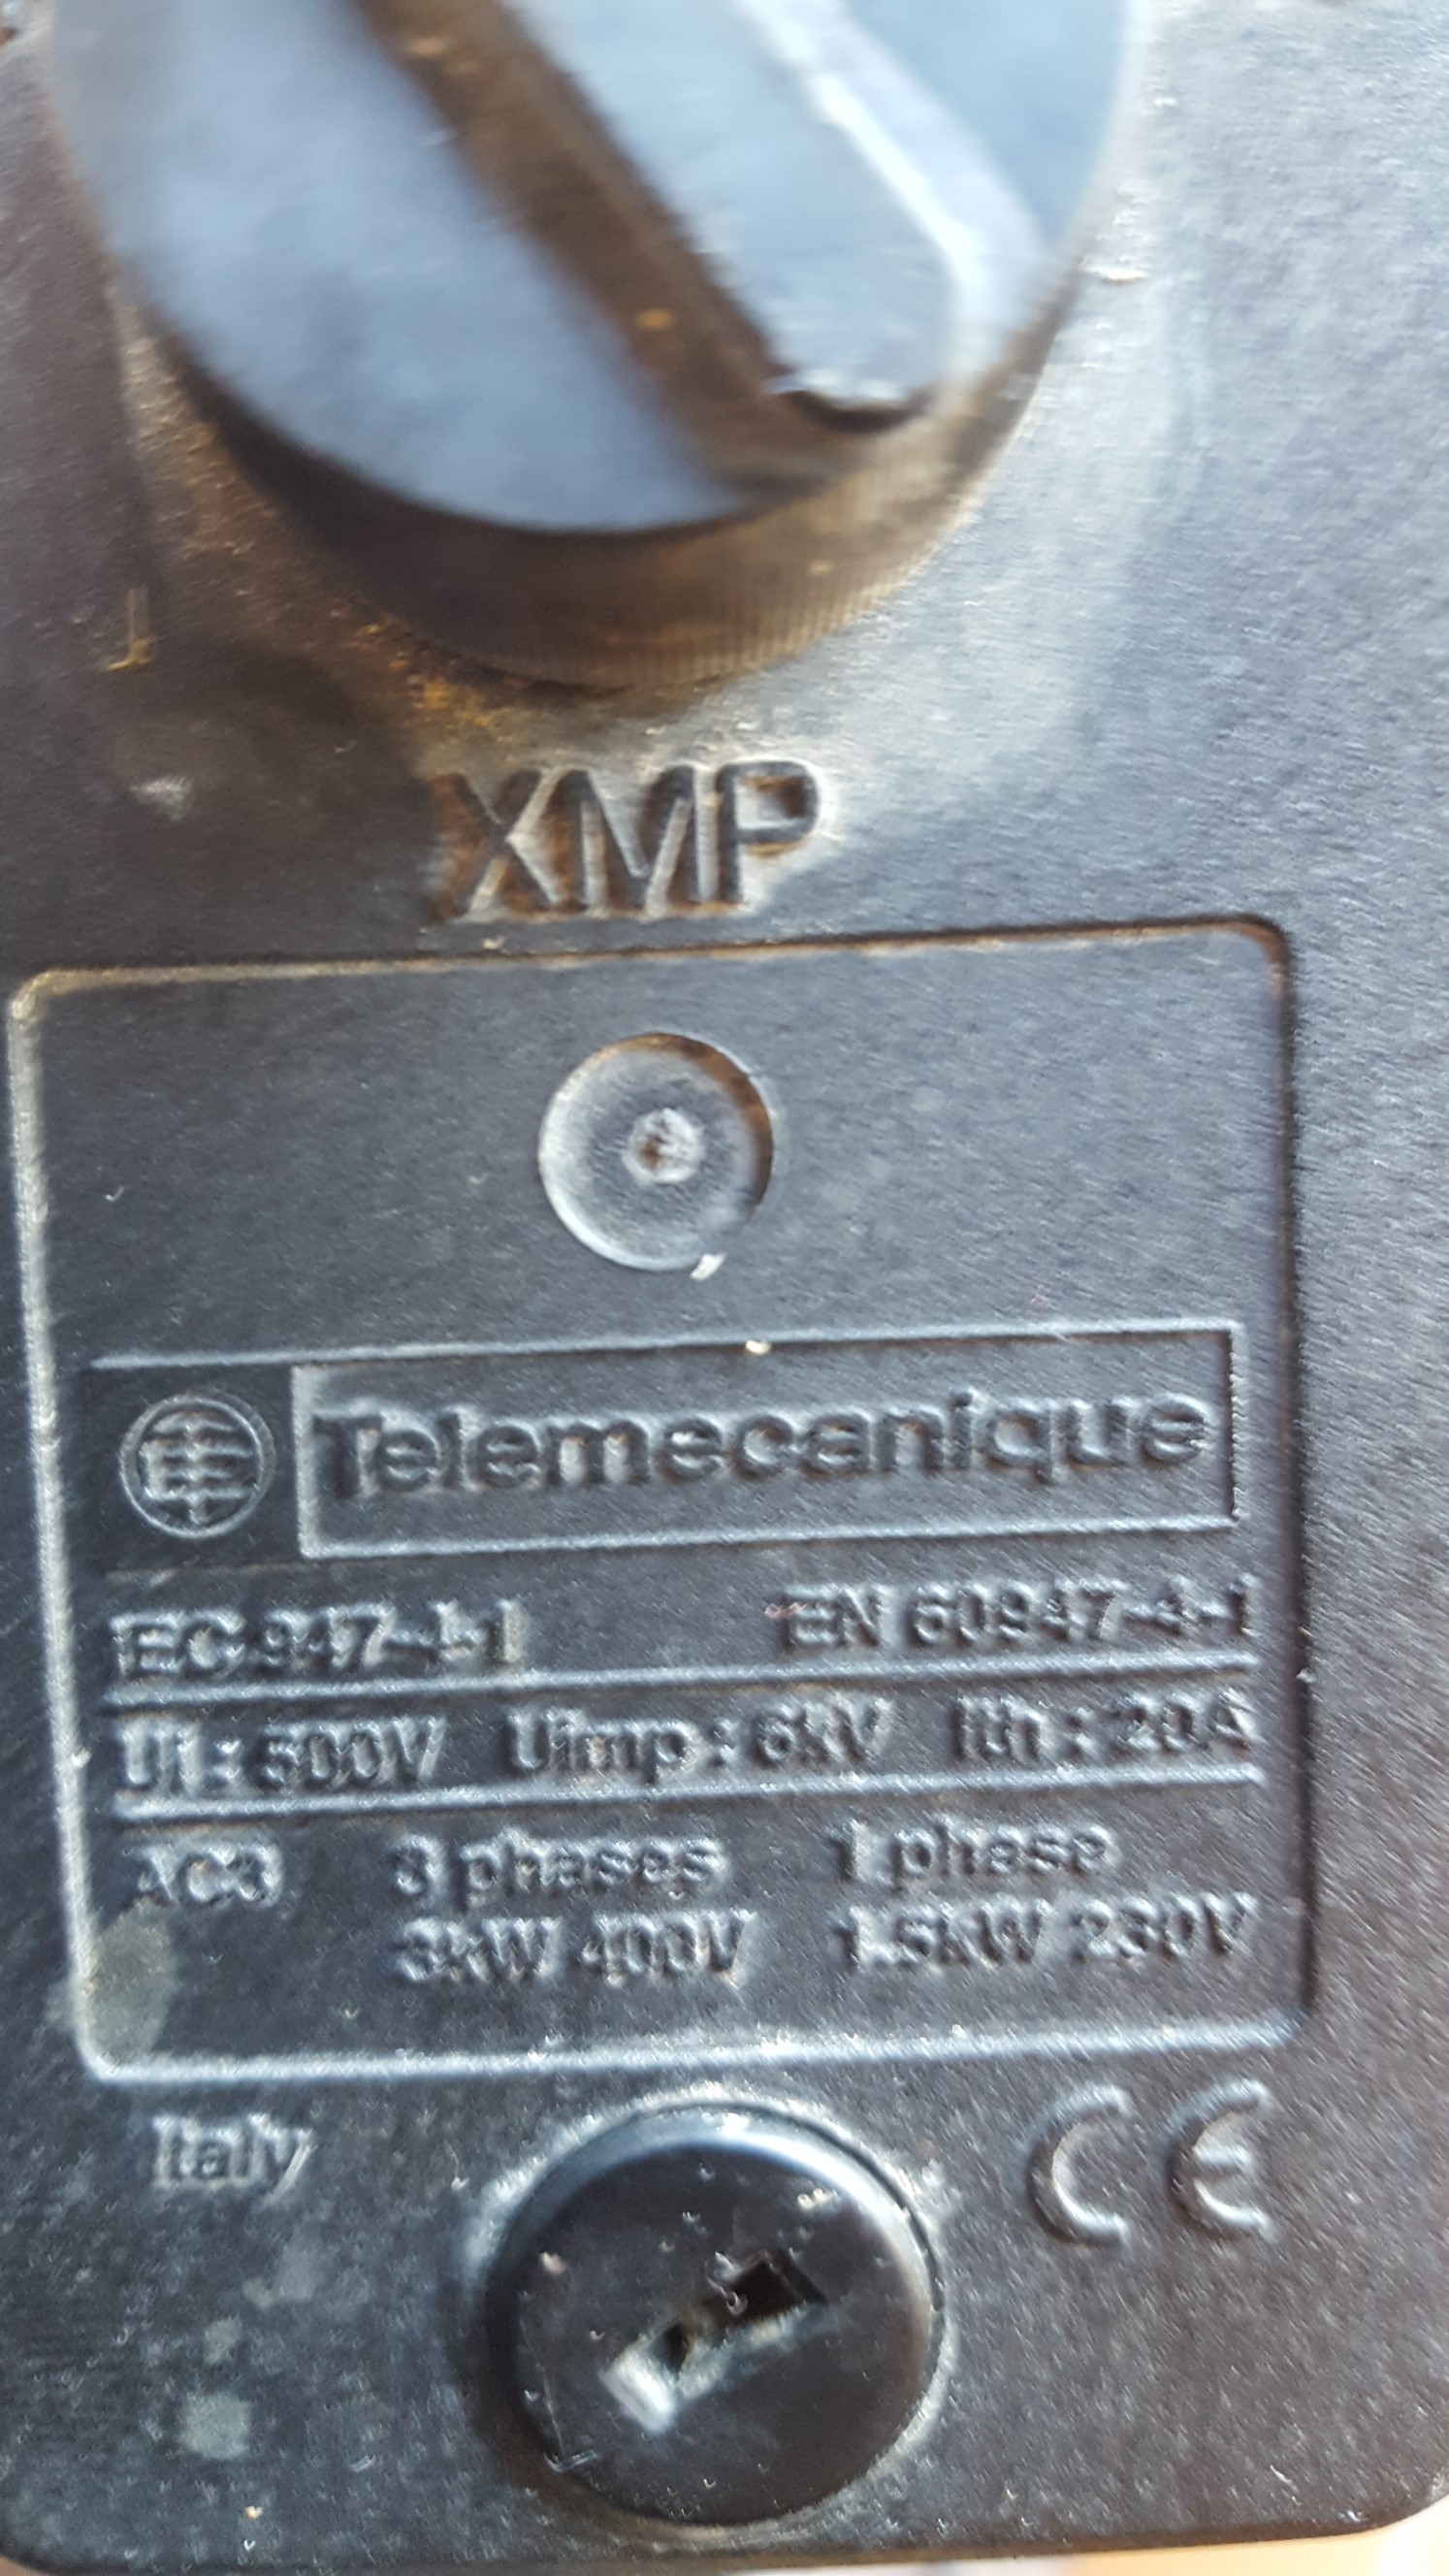 XMP
Telemecanique
IEC 947-4-1 EN 60947-4-1
Ui : 500V Uimp : 6kV Ith : 20A
AC3 3 phases 1 phase
3kW 400V 1.5kW 230V
Italy CE